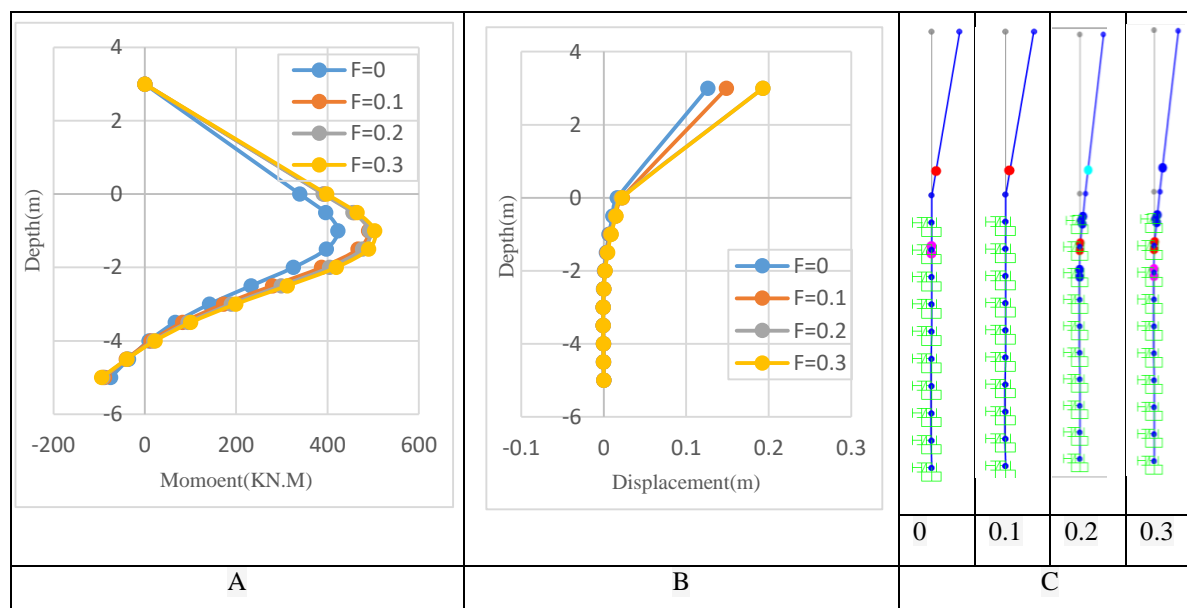 4
2
0
-2
-4
-6
-200
0
200
400
600
Depth(m)
Momoent(KN.M)
F=0
F=0.1
F=0.2
F=0.3
4
2
0
-2
-4
-6
-0.1
0
0.1
0.2
0.3
Depth(m)
Displacement(m)
F=0
F=0.1
F=0.2
F=0.3
0
0.1
0.2
0.3
A
B
C